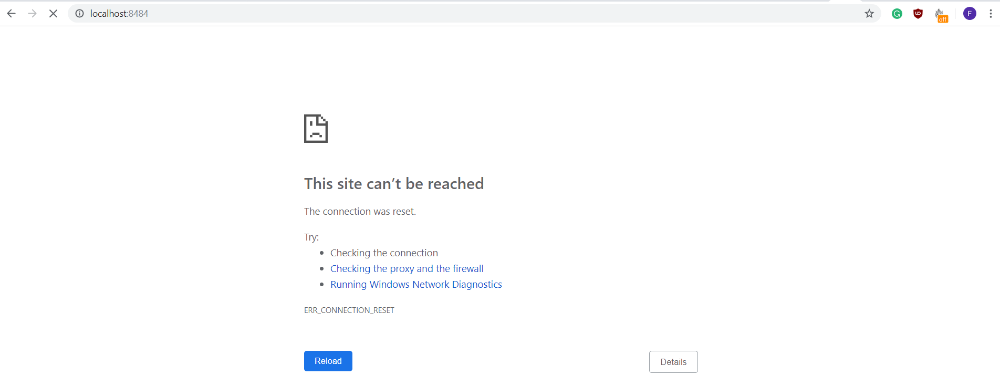 localhost:8484
off
F
This site can’t be reached
The connection was reset.
Try:
Checking the connection
Checking the proxy and the firewall
Running Windows Network Diagnostics
ERR_CONNECTION_RESET
Reload
Details